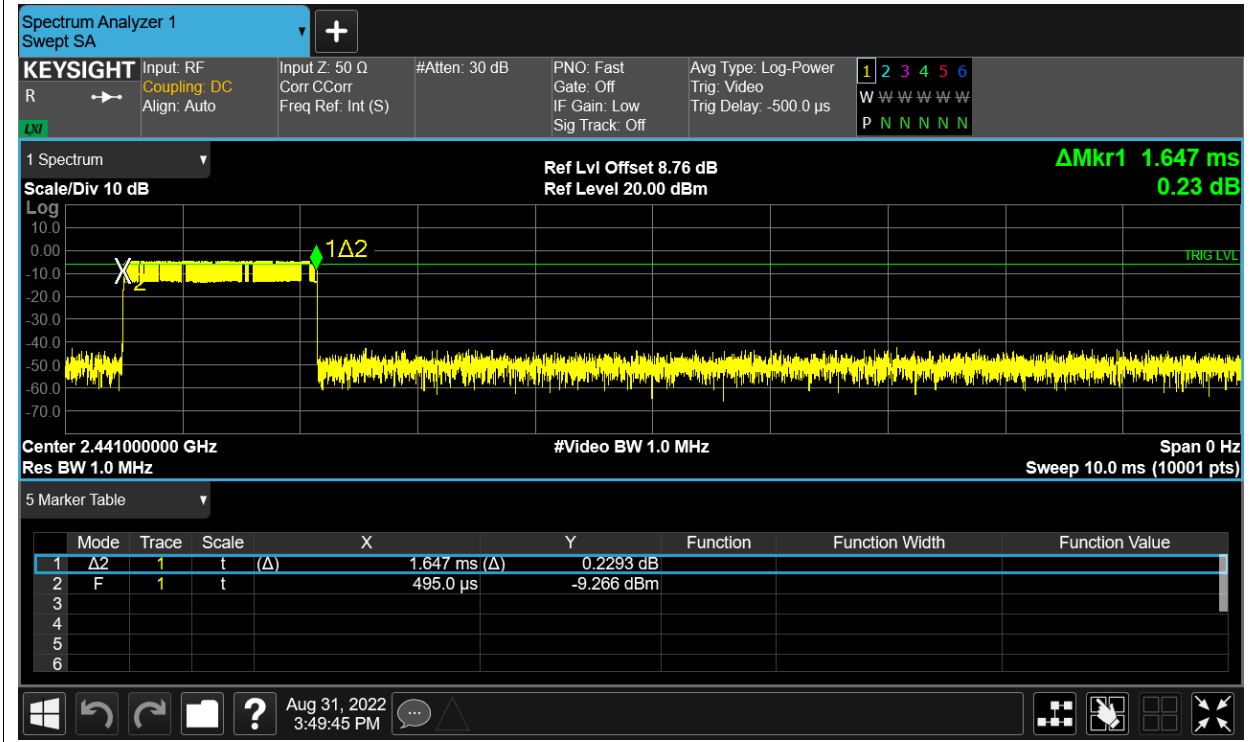 Spectrum Analyzer 1
Swept SA
KEYSIGHT
R
LXI
Input: RF
Coupling: DC
Align: Auto
Input Z: 50 Ω
Corr CCorr
Freq Ref: Int (S)
#Atten: 30 dB
PNO: Fast
Gate: Off
IF Gain: Low
Sig Track: Off
Avg Type: Log-Power
Trig: Video
Trig Delay: -500.0 µs
1 2 3 4 5 6
W W W W W W
P N N N N N
1 Spectrum
Scale/Div 10 dB
Ref Lvl Offset 8.76 dB
Ref Level 20.00 dBm
ΔMkr1 1.647 ms
0.23 dB
Log
10.0
0.00
-10.0
-20.0
-30.0
-40.0
-50.0
-60.0
-70.0
X
2
1Δ2
TRIG LVL
Center 2.441000000 GHz
#Video BW 1.0 MHz
Span 0 Hz
Res BW 1.0 MHz
Sweep 10.0 ms (10001 pts)
5 Marker Table
Mode Trace Scale X Y Function Function Width Function Value
1 Δ2 1 t (Δ) 1.647 ms (Δ) 0.2293 dB
2 F 1 t 495.0 µs -9.266 dBm
3
4
5
6
?
Aug 31, 2022
3:49:45 PM